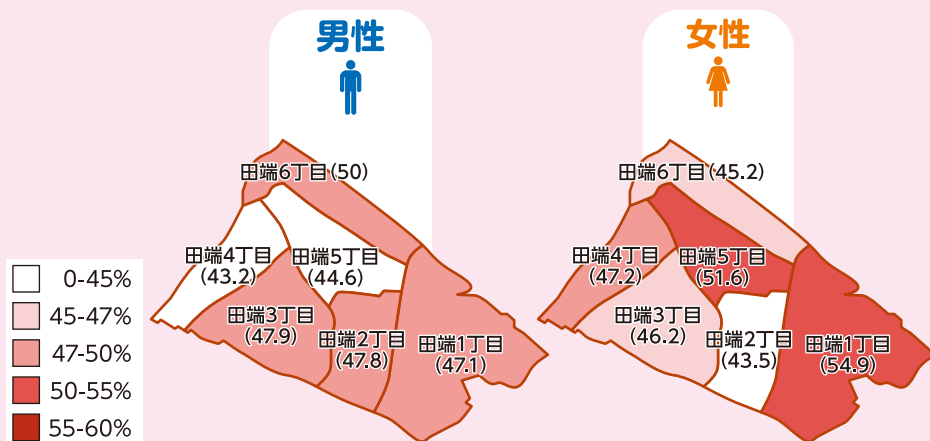 男性
田端6丁目(50)
田端4丁目
(43.2)
田端5丁目
(44.6)
田端3丁目
(47.9)
田端2丁目
(47.8)
田端1丁目
(47.1)
女性
田端6丁目(45.2)
田端4丁目
(47.2)
田端5丁目
(51.6)
田端3丁目
(46.2)
田端2丁目
(43.5)
田端1丁目
(54.9)
0-45%
45-47%
47-50%
50-55%
55-60%